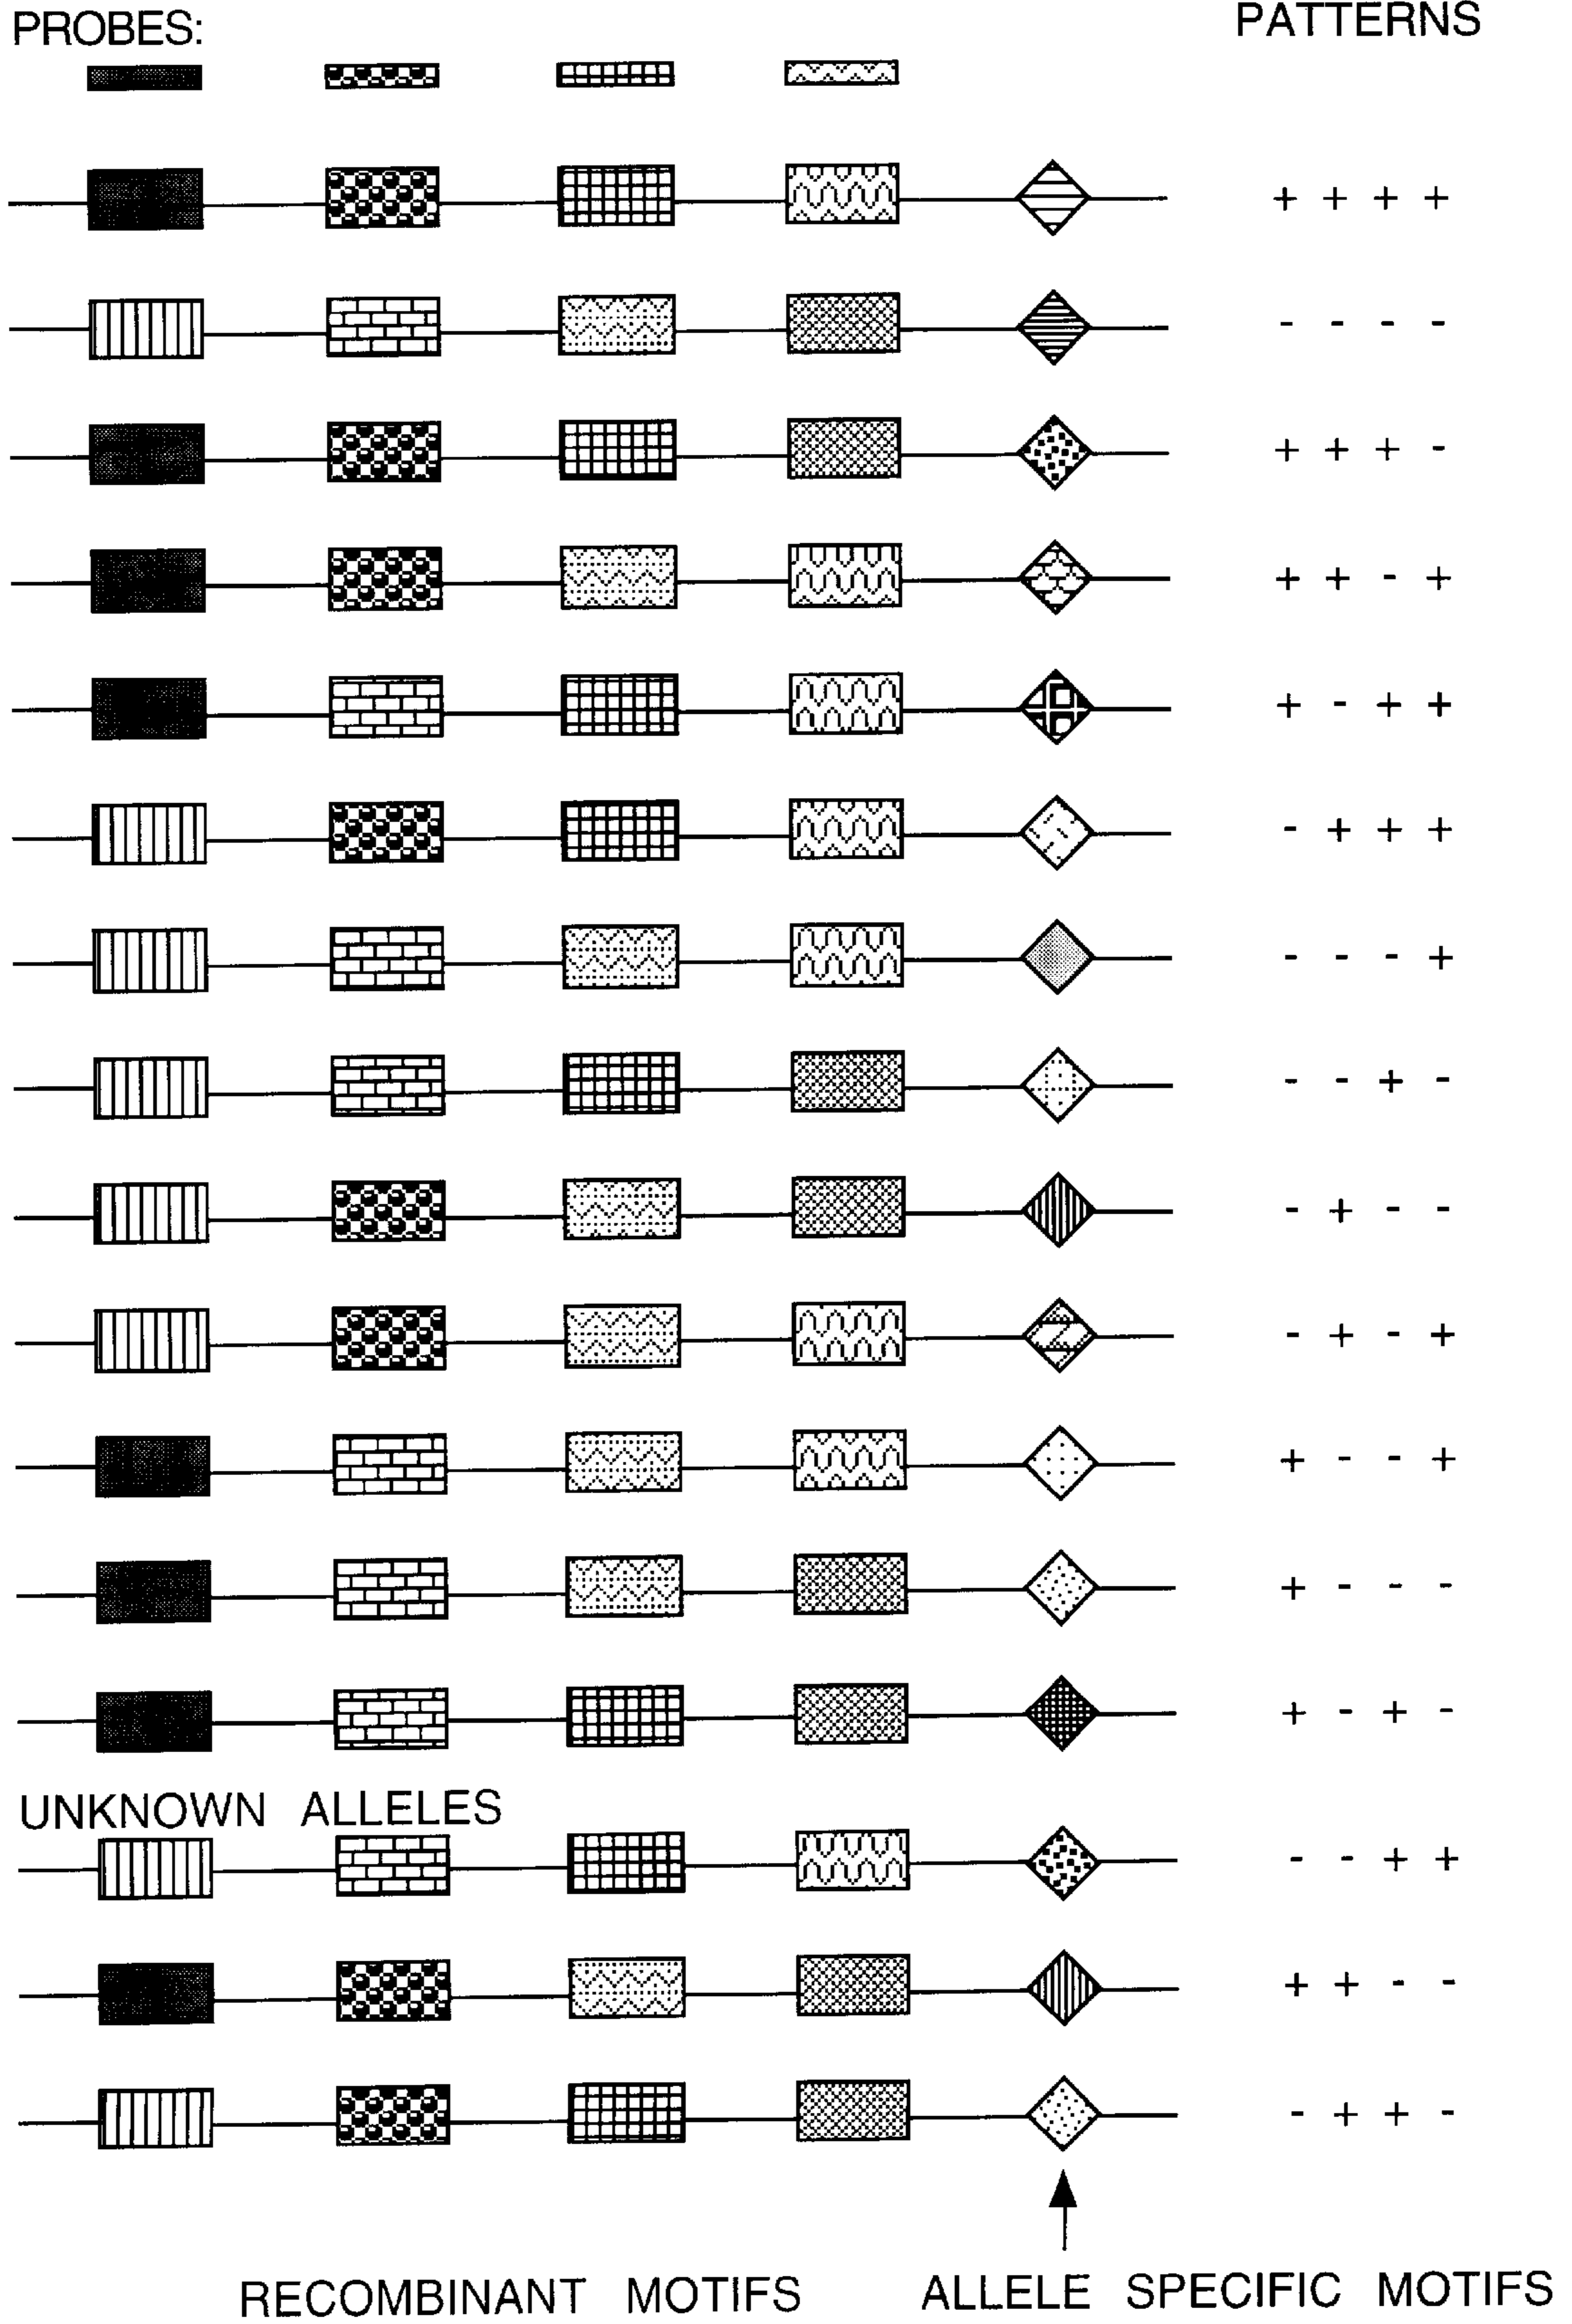 PROBES:
PATTERNS
+ + + +
- - - -
+ + + -
+ + - +
+ - + +
- + + +
- - - +
- - + -
- + - -
- + - +
+ - - +
+ - - -
+ - + -
UNKNOWN ALLELES
- - + +
+ + - -
- + + -
RECOMBINANT MOTIFS
ALLELE SPECIFIC MOTIFS